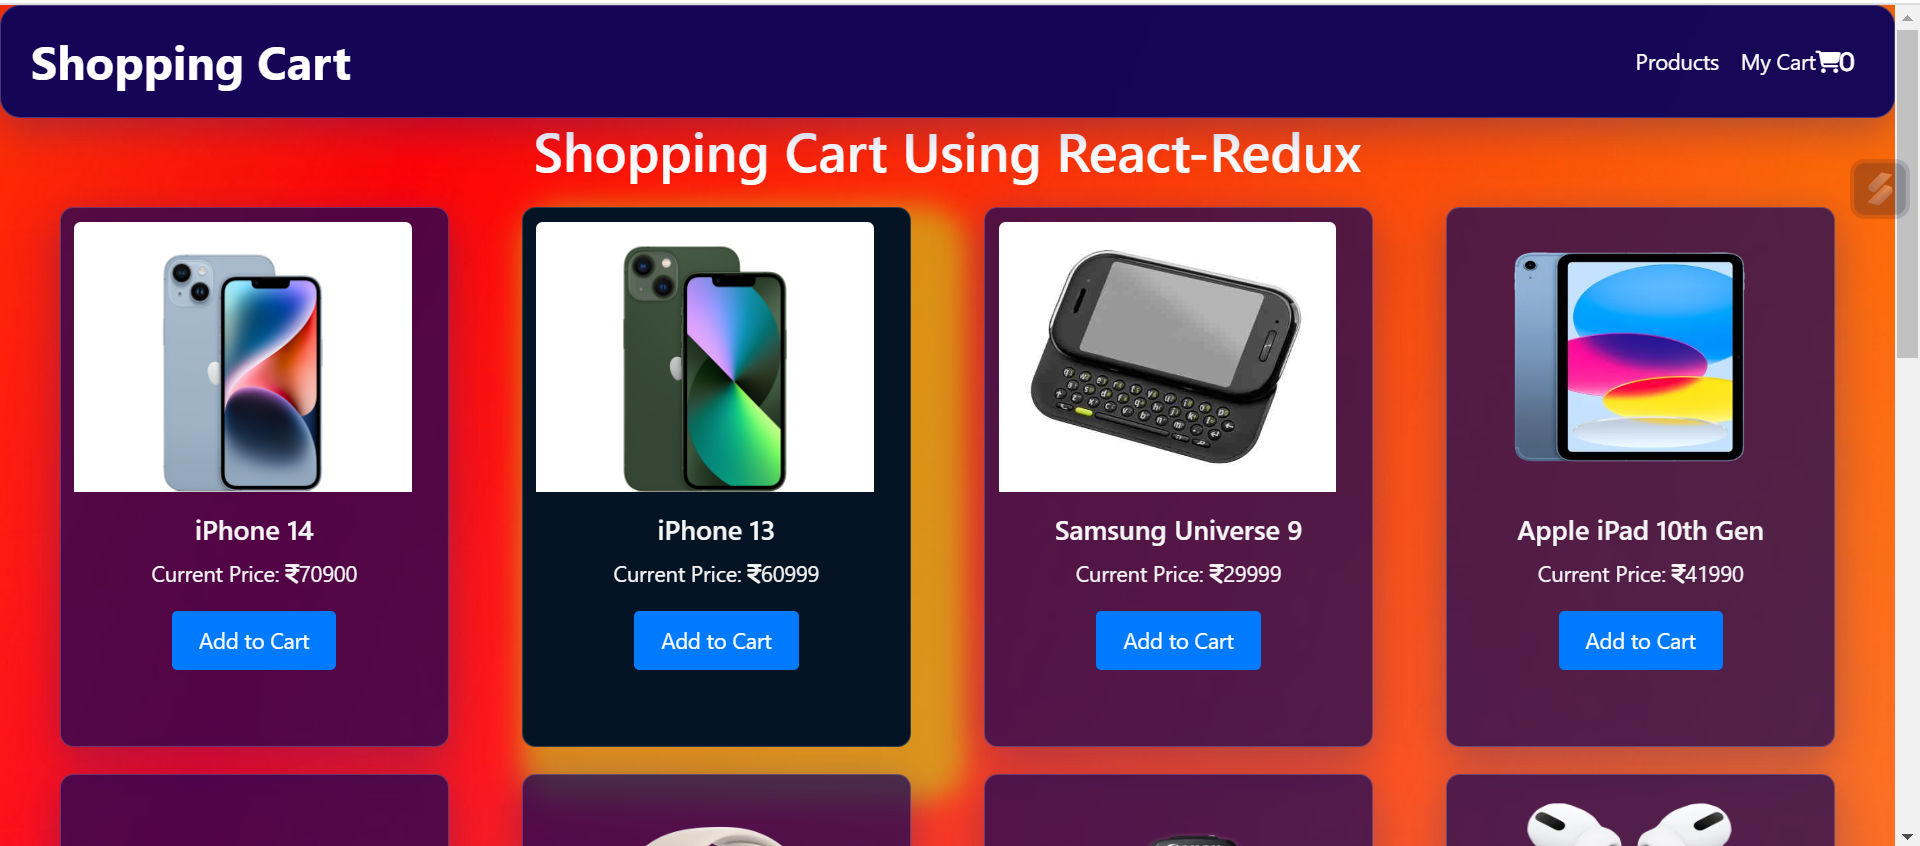 Shopping Cart
Products My Cart 0
Shopping Cart Using React-Redux
iPhone 14
Current Price: ₹70900
Add to Cart
iPhone 13
Current Price: ₹60999
Add to Cart
Samsung Universe 9
Current Price: ₹29999
Add to Cart
Apple iPad 10th Gen
Current Price: ₹41990
Add to Cart